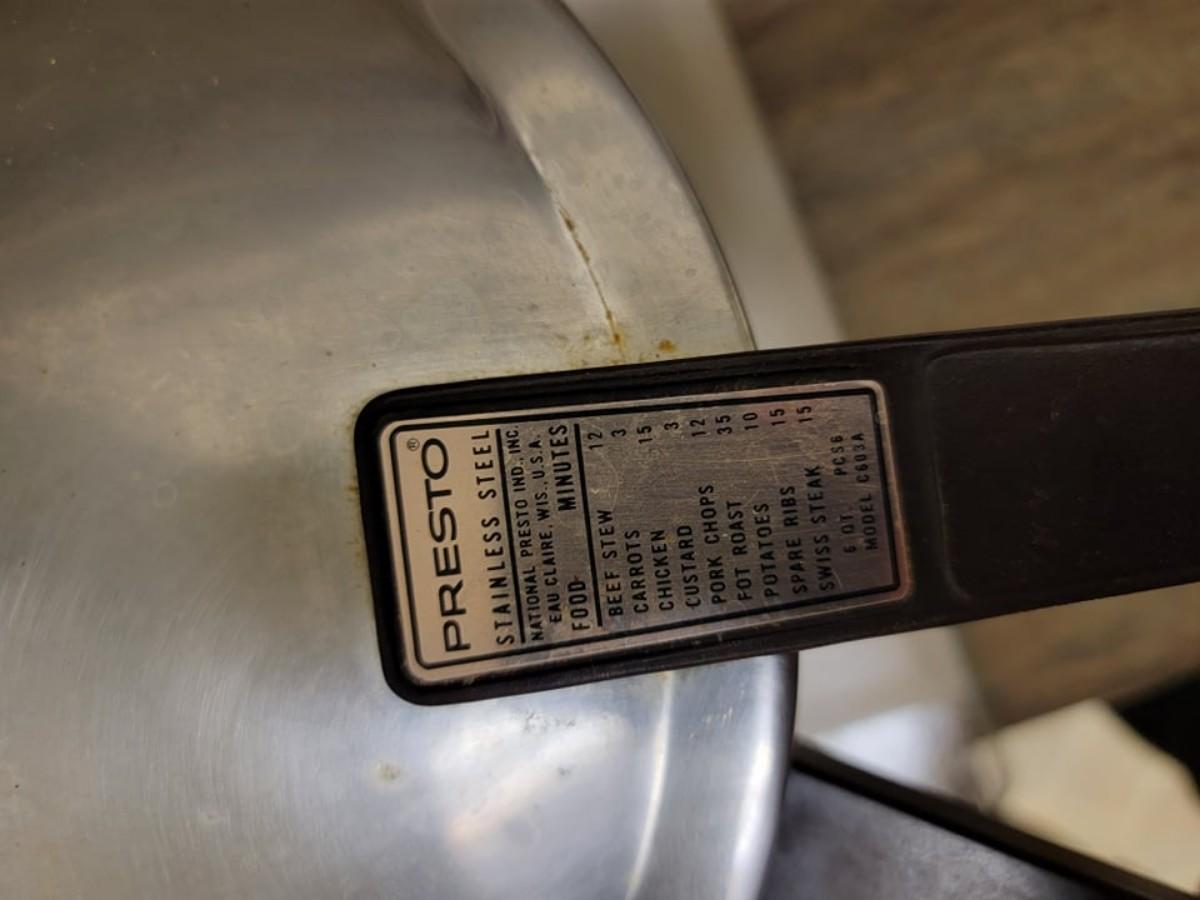 PRESTO®
STAINLESS STEEL
NATIONAL PRESTO IND., INC.
EAU CLAIRE, WIS., U.S.A.
FOOD MINUTES
BEEF STEW 12
CARROTS 3
CHICKEN 15
CUSTARD 3
PORK CHOPS 12
POT ROAST 35
POTATOES 10
SPARE RIBS 15
SWISS STEAK 15
6 QT. PCS6
MODEL C603A